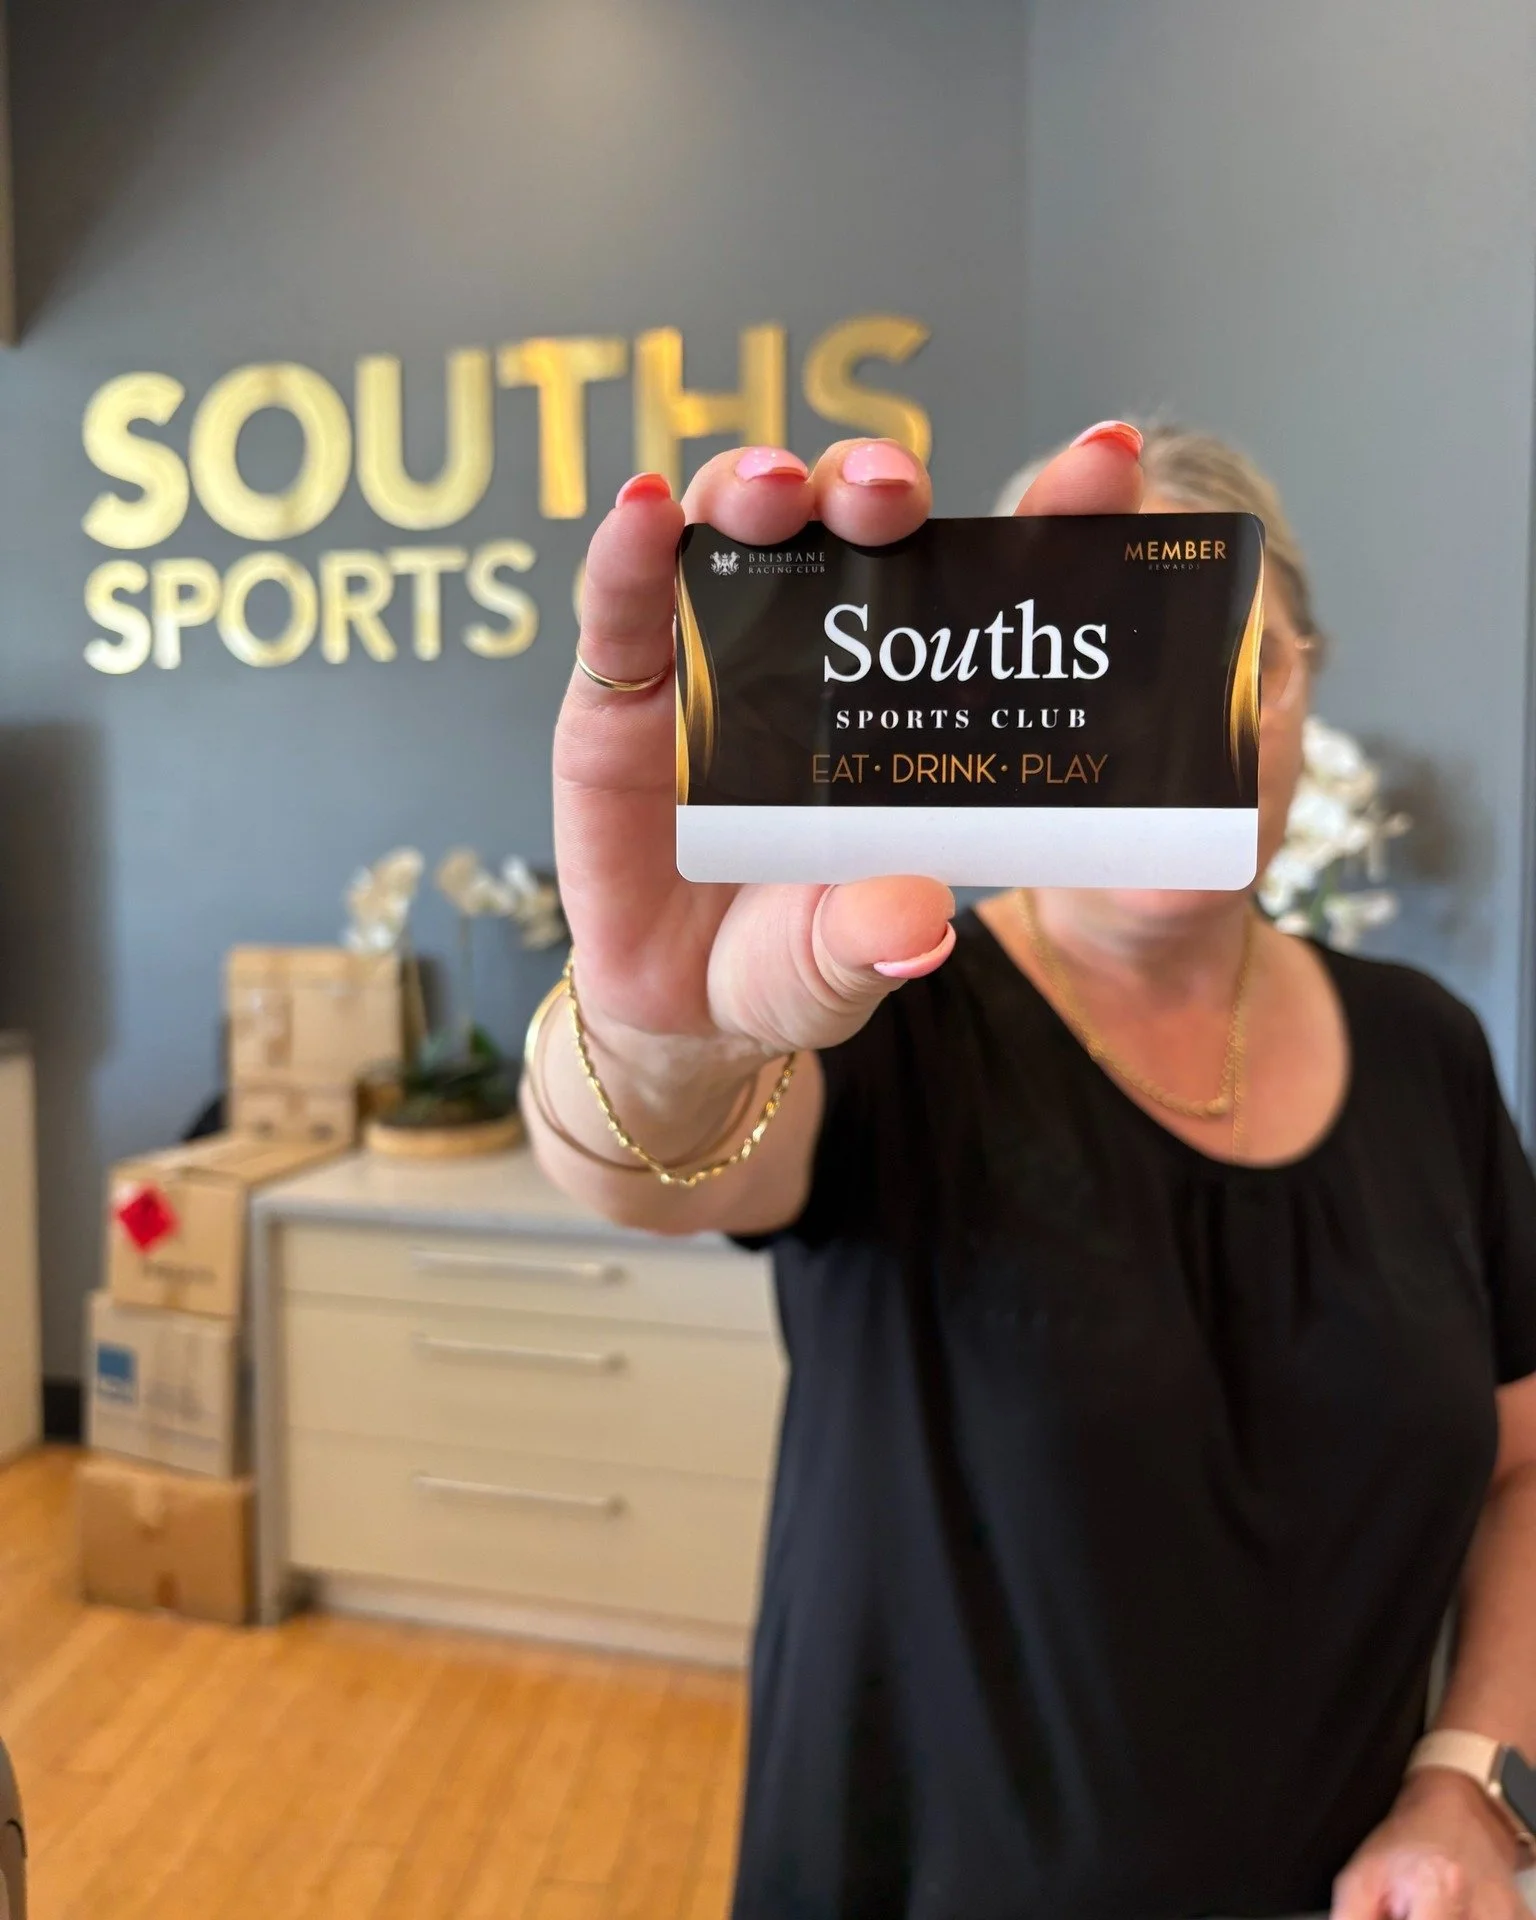 SOUTHS
SPORTS
BRISBANE
RACING CLUB
MEMBER
REWARDS
Souths
SPORTS CLUB
EAT · DRINK · PLAY